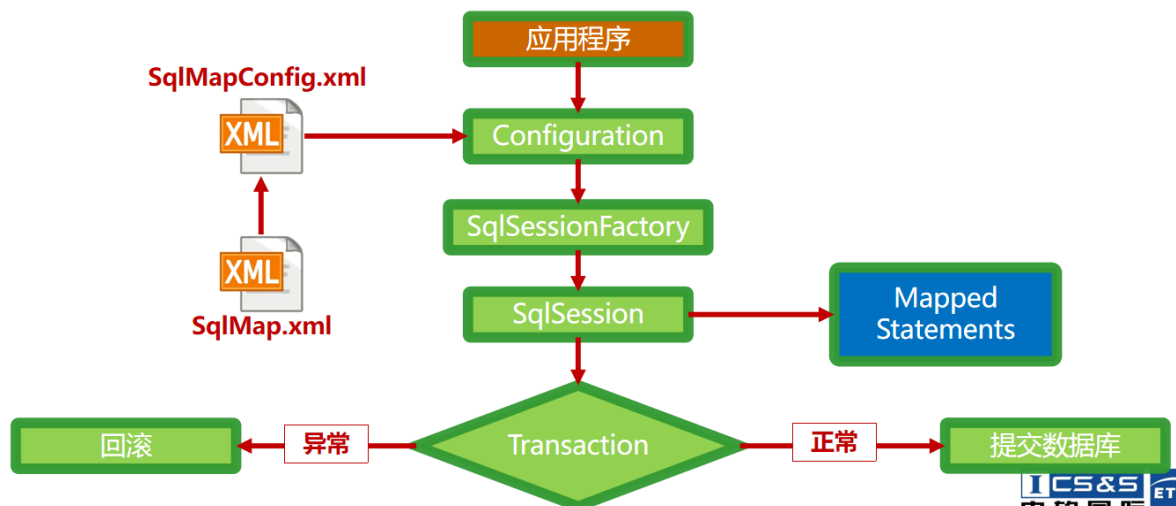 应用程序
SqlMapConfig.xml
XML
Configuration
SqlSessionFactory
XML
SqlMap.xml
SqlSession
Mapped
Statements
回滚
异常
Transaction
正常
提交数据库
ICS&S
ET